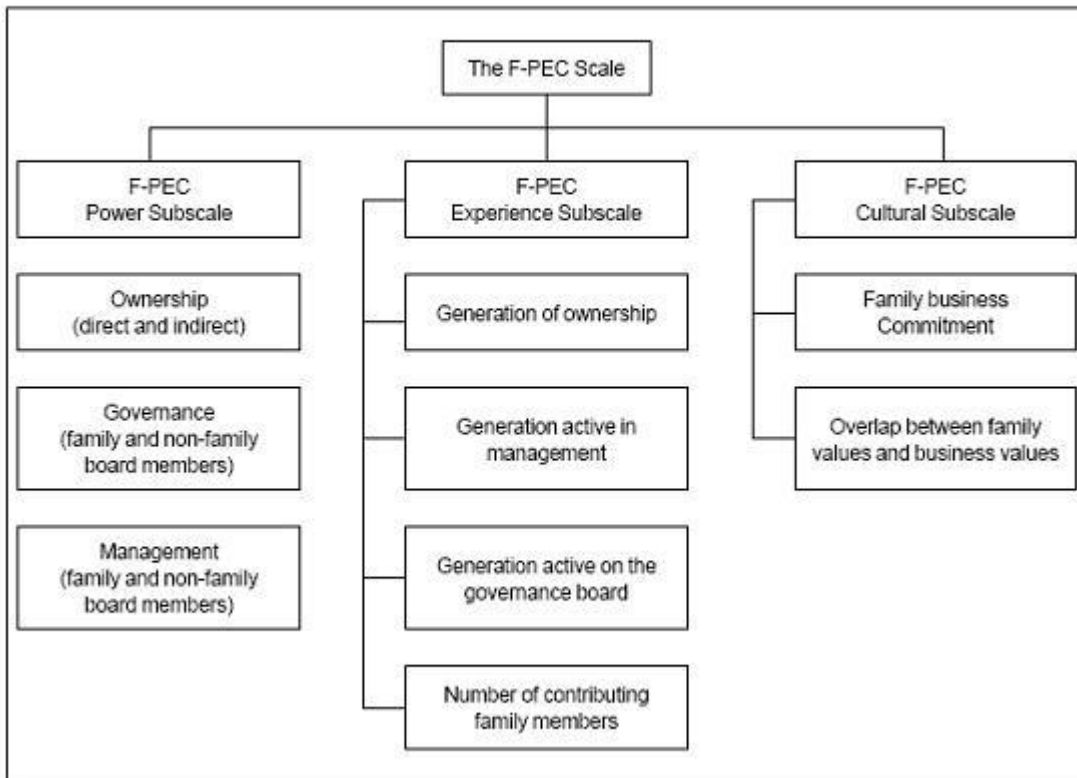 The F-PEC Scale
F-PEC
Power Subscale
Ownership
(direct and indirect)
Governance
(family and non-family
board members)
Management
(family and non-family
board members)
F-PEC
Experience Subscale
Generation of ownership
Generation active in
management
Generation active on the
governance board
Number of contributing
family members
F-PEC
Cultural Subscale
Family business
Commitment
Overlap between family
values and business values